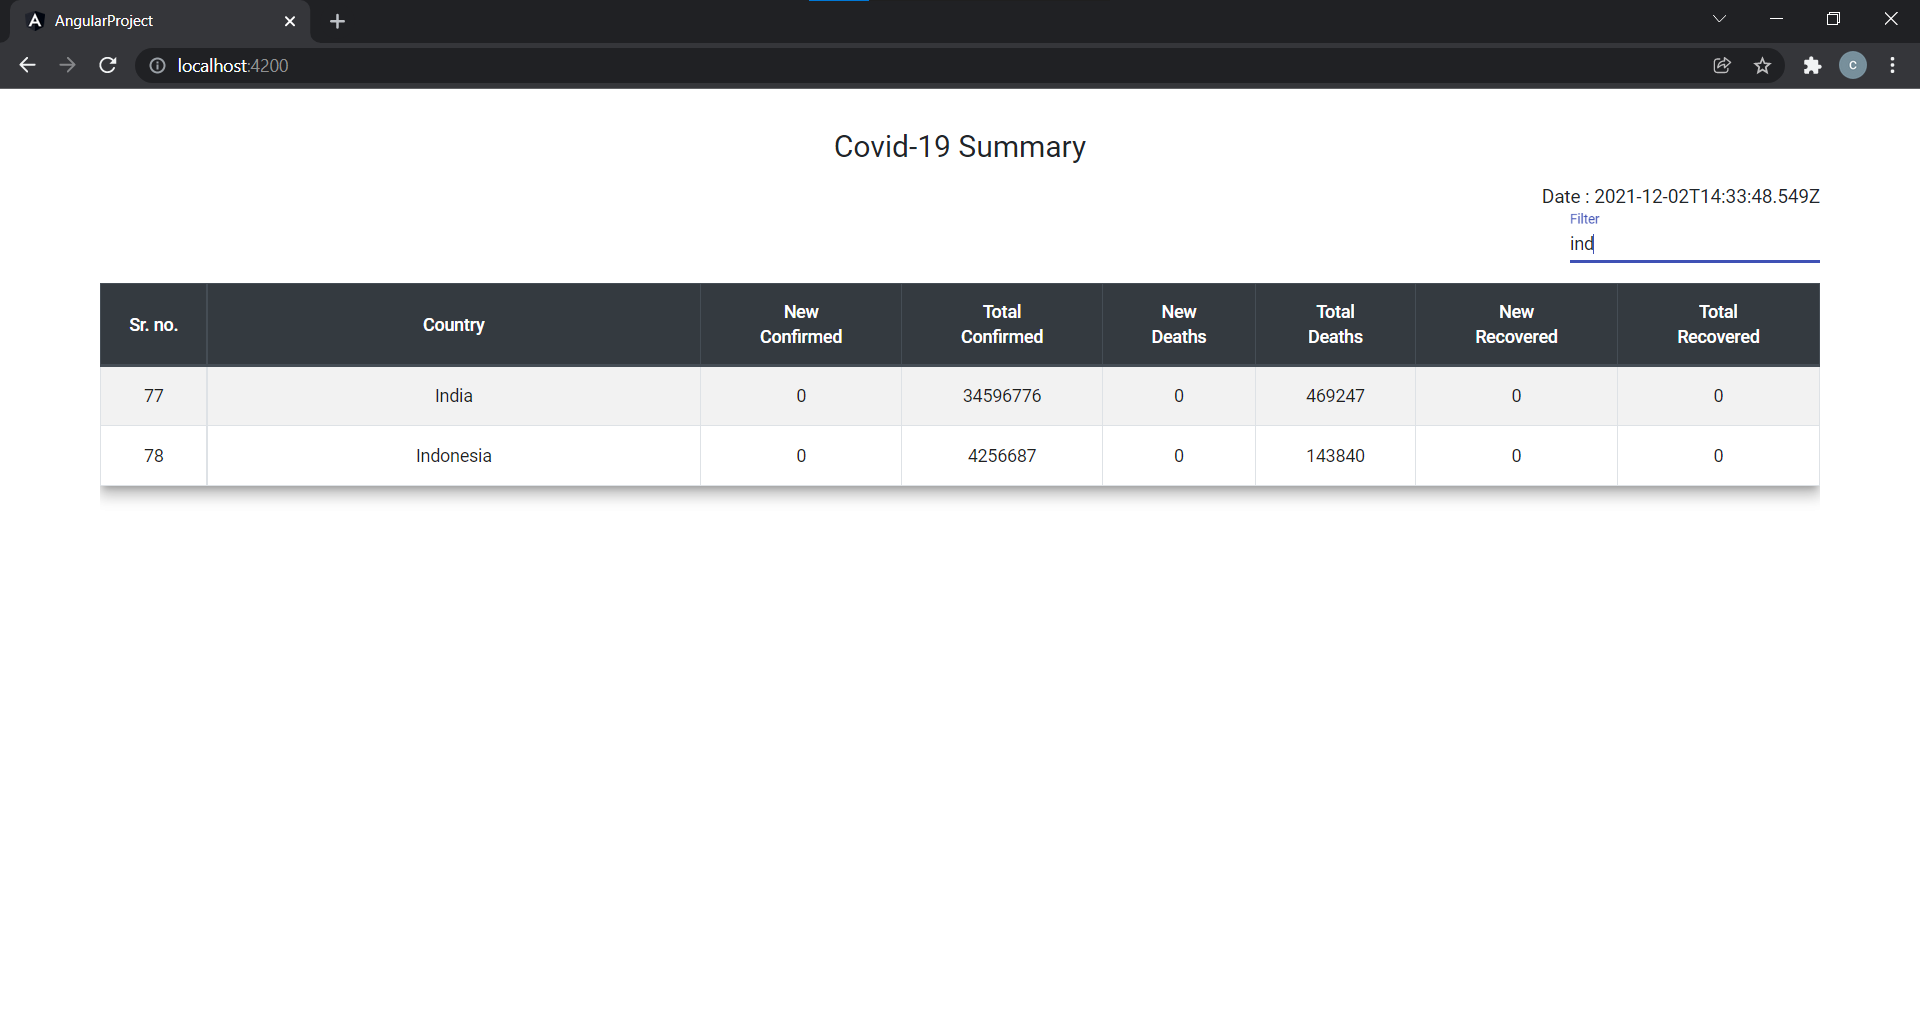 AngularProject
localhost:4200
C
Covid-19 Summary
Date : 2021-12-02T14:33:48.549Z
Filter
ind
Sr. no. Country New Confirmed Total Confirmed New Deaths Total Deaths New Recovered Total Recovered
77 India 0 34596776 0 469247 0 0
78 Indonesia 0 4256687 0 143840 0 0